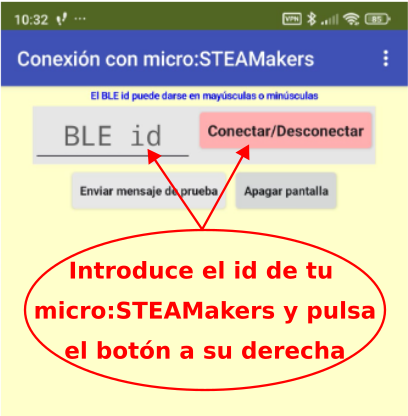 10:32 ···
VPN 85
Conexión con micro:STEAMakers
El BLE id puede darse en mayúsculas o minúsculas
BLE id
Conectar/Desconectar
Enviar mensaje de prueba
Apagar pantalla
Introduce el id de tu
micro:STEAMakers y pulsa
el botón a su derecha